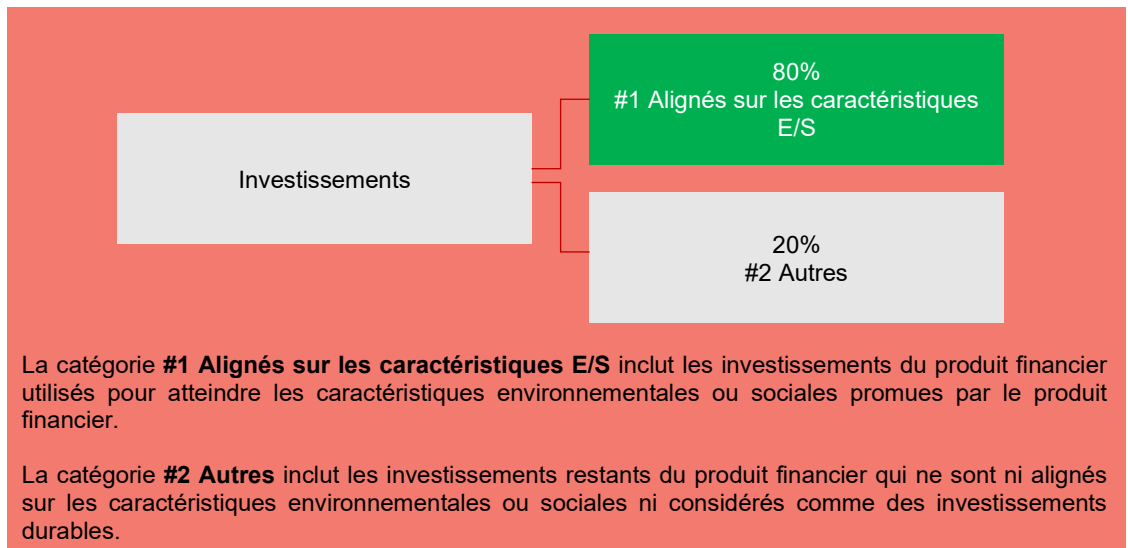 80%
#1 Alignés sur les caractéristiques
E/S
Investissements
20%
#2 Autres
La catégorie #1 Alignés sur les caractéristiques E/S inclut les investissements du produit financier
utilisés pour atteindre les caractéristiques environnementales ou sociales promues par le produit
financier.
La catégorie #2 Autres inclut les investissements restants du produit financier qui ne sont ni alignés
sur les caractéristiques environnementales ou sociales ni considérés comme des investissements
durables.